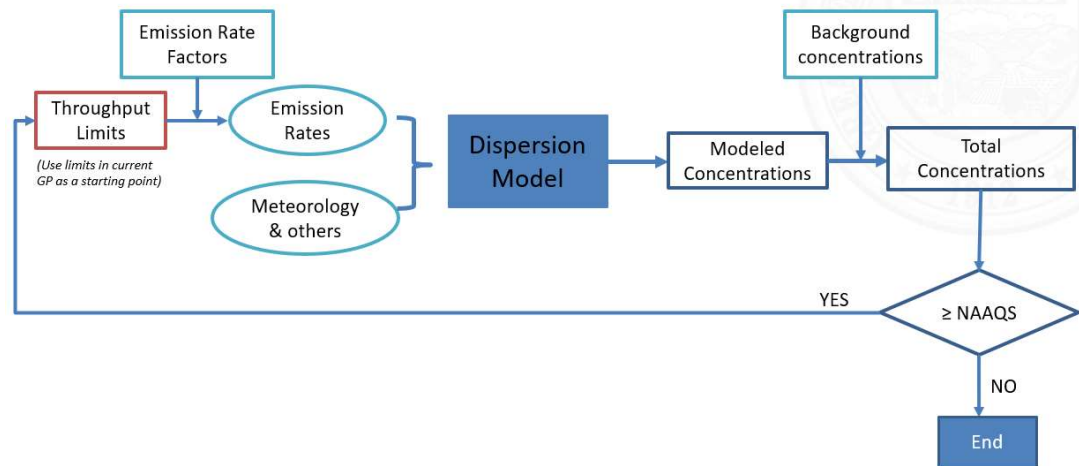 Emission Rate
Factors
Background
concentrations
Throughput
Limits
(Use limits in current
GP as a starting point)
Emission
Rates
Meteorology
& others
Dispersion
Model
Modeled
Concentrations
Total
Concentrations
YES
≥ NAAQS
NO
End